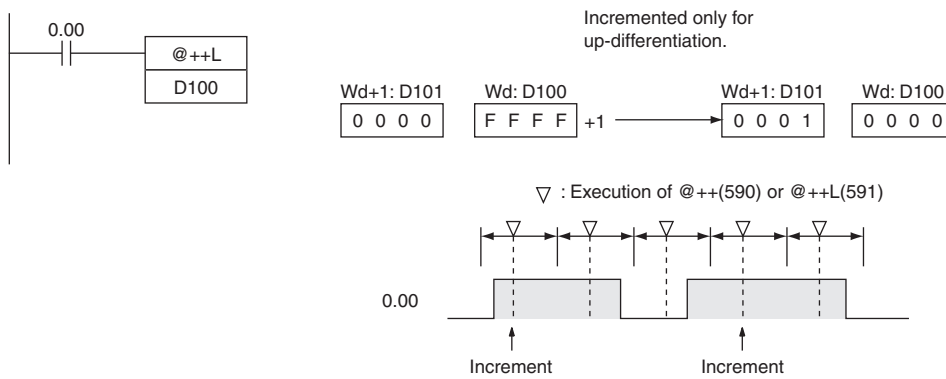 0.00
@++L
D100
Incremented only for
up-differentiation.
Wd+1: D101 Wd: D100 Wd+1: D101 Wd: D100
0 0 0 0 F F F F +1 0 0 0 1 0 0 0 0
▽ : Execution of @++(590) or @++L(591)
0.00
Increment Increment